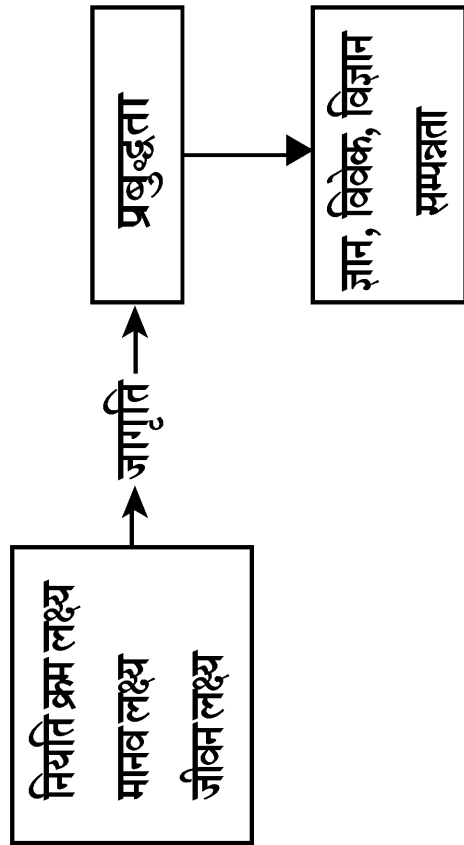 नियति क्रम लक्ष्य
मानव लक्ष्य
जीवन लक्ष्य
जागृति
प्रबुद्धता
ज्ञान, विवेक, विज्ञान
सम्पन्नता